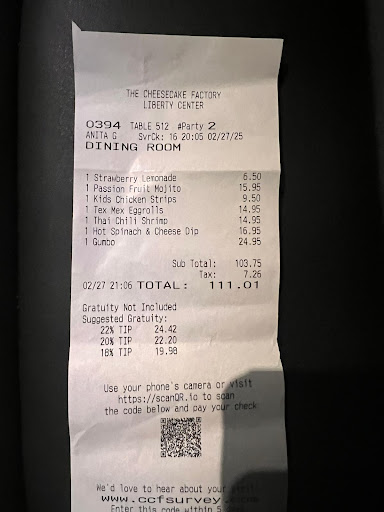 THE CHEESECAKE FACTORY
LIBERTY CENTER
0394 TABLE 512 #Party 2
ANITA G SvrCk: 16 20:05 02/27/25
DINING ROOM
1 Strawberry Lemonade 6.50
1 Passion Fruit Mojito 15.95
1 Kids Chicken Strips 9.50
1 Tex Mex Eggrolls 14.95
1 Thai Chili Shrimp 14.95
1 Hot Spinach & Cheese Dip 16.95
1 Gumbo 24.95
Sub Total: 103.75
Tax: 7.26
02/27 21:06 TOTAL: 111.01
Gratuity Not Included
Suggested Gratuity:
22% TIP 24.42
20% TIP 22.20
18% TIP 19.98
Use your phone's camera or visit
https://scanQR.io to scan
the code below and pay your check
We'd love to hear about your
www.ccfsurvey.
Enter this code within 5